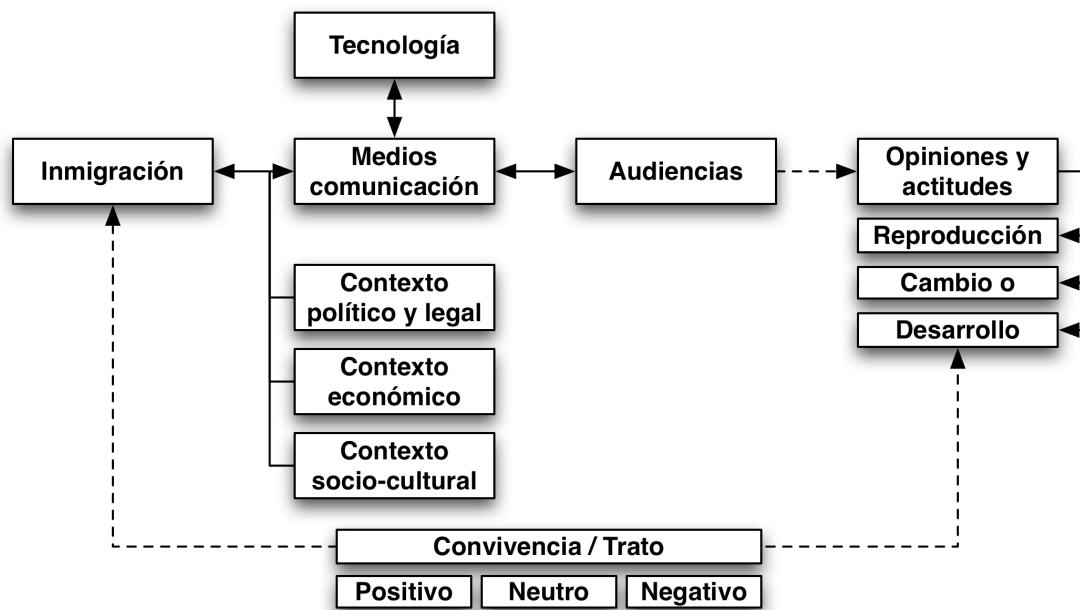 Tecnología
Inmigración
Medios
comunicación
Audiencias
Opiniones y
actitudes
Reproducción
Cambio o
Desarrollo
Contexto
político y legal
Contexto
económico
Contexto
socio-cultural
Convivencia / Trato
Positivo
Neutro
Negativo